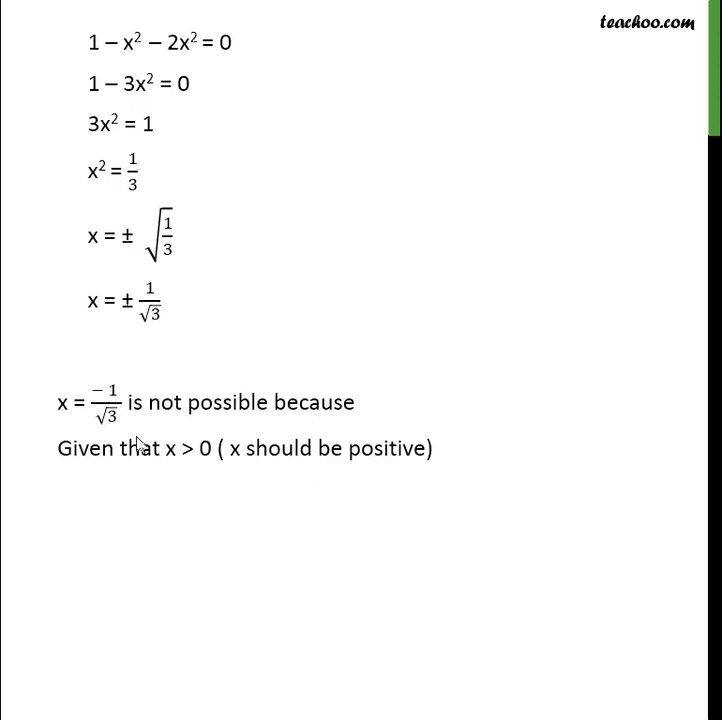 teachoo.com
1 – x² – 2x² = 0
1 – 3x² = 0
3x² = 1
x² = 1/3
x = ± √(1/3)
x = ± 1/√3
x = – 1/√3 is not possible because
Given that x > 0 ( x should be positive)